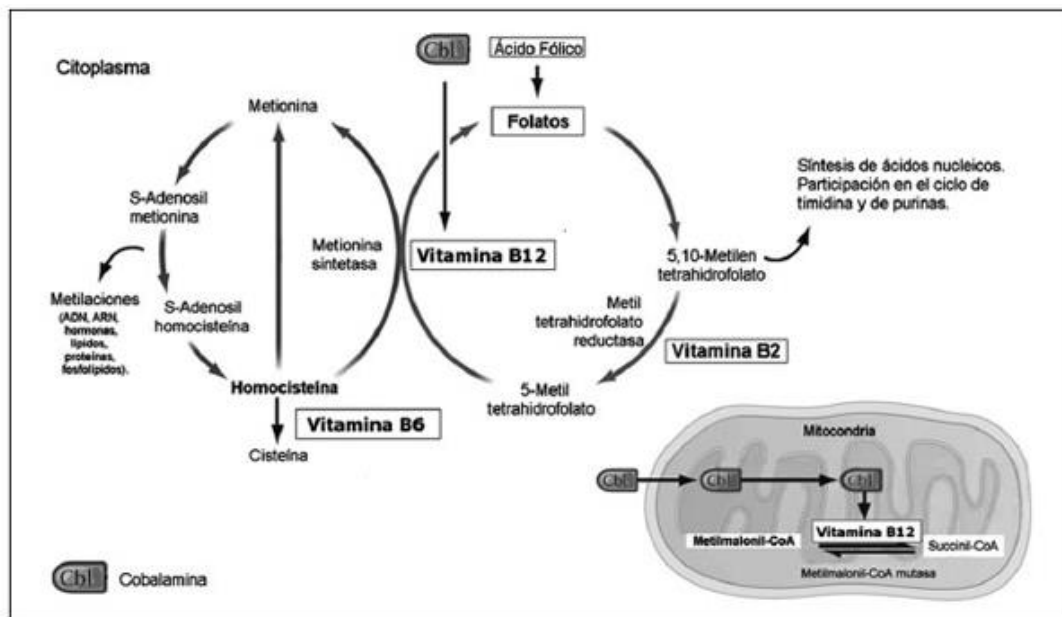 Citoplasma
Cbl
Ácido Fólico
Metionina
Folatos
S-Adenosil
metionina
Síntesis de ácidos nucleicos.
Participación en el ciclo de
timidina y de purinas.
Metionina
sintetasa
Vitamina B12
5,10-Metilen
tetrahidrofolato
Metilaciones
(ADN, ARN,
hormonas,
lípidos,
proteínas,
fosfolípidos).
S-Adenosil
homocisteína
Metil
tetrahidrofolato
reductasa
Vitamina B2
Homocisteína
5-Metil
tetrahidrofolato
Vitamina B6
Cisteína
Mitocondria
Cbl
Cbl
Cbl
Vitamina B12
Metilmalonil-CoA
Succinil-CoA
Metilmalonil-CoA mutasa
Cbl
Cobalamina